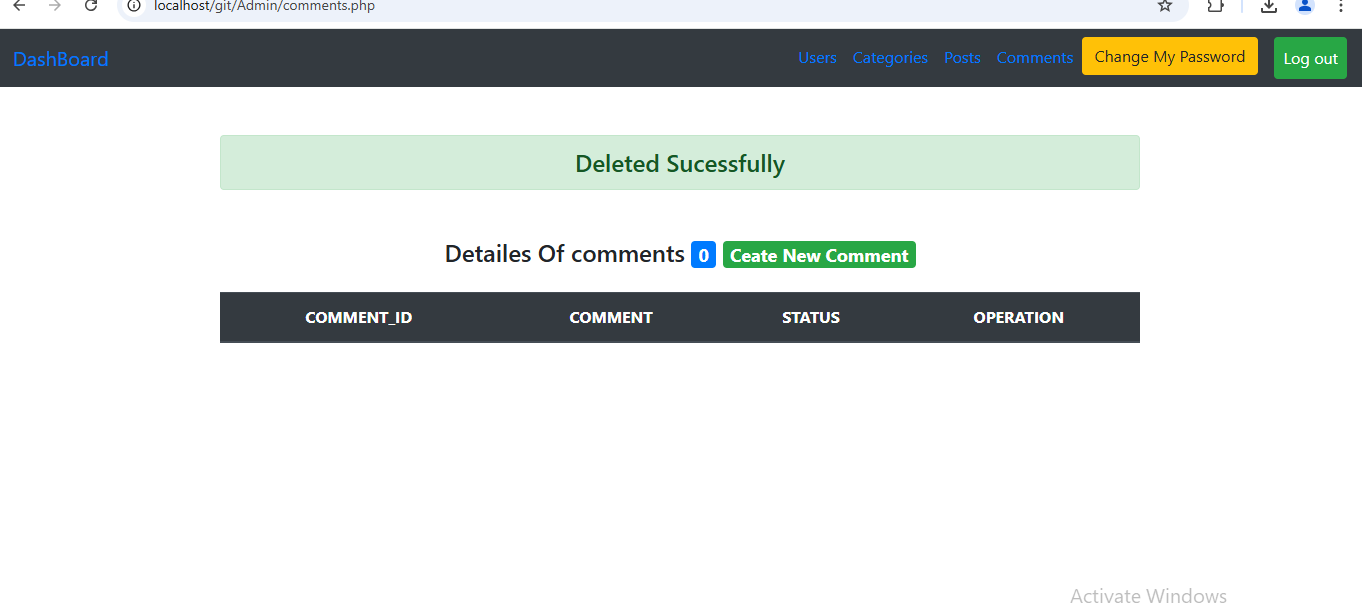 localhost/git/Admin/comments.php
DashBoard Users Categories Posts Comments Change My Password Log out
Deleted Sucessfully
Detailes Of comments 0 Ceate New Comment
COMMENT_ID COMMENT STATUS OPERATION
Activate Windows